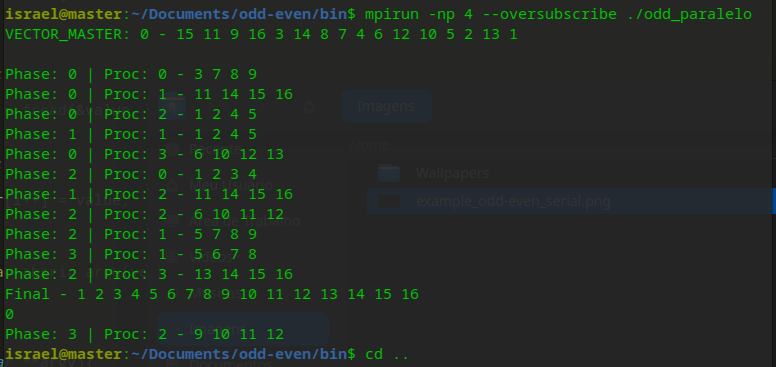 israel@master:~/Documents/odd-even/bin$ mpirun -np 4 --oversubscribe ./odd_paralelo
VECTOR_MASTER: 0 - 15 11 9 16 3 14 8 7 4 6 12 10 5 2 13 1
Phase: 0 | Proc: 0 - 3 7 8 9
Phase: 0 | Proc: 1 - 11 14 15 16
Phase: 0 | Proc: 2 - 1 2 4 5
Phase: 1 | Proc: 1 - 1 2 4 5
Phase: 0 | Proc: 3 - 6 10 12 13
Phase: 2 | Proc: 0 - 1 2 3 4
Phase: 1 | Proc: 2 - 11 14 15 16
Phase: 2 | Proc: 2 - 6 10 11 12
Phase: 2 | Proc: 1 - 5 7 8 9
Phase: 3 | Proc: 1 - 5 6 7 8
Phase: 2 | Proc: 3 - 13 14 15 16
Final - 1 2 3 4 5 6 7 8 9 10 11 12 13 14 15 16
0
Phase: 3 | Proc: 2 - 9 10 11 12
israel@master:~/Documents/odd-even/bin$ cd ..
Imagens
Nome
Wallpapers
example_odd-even_serial.png